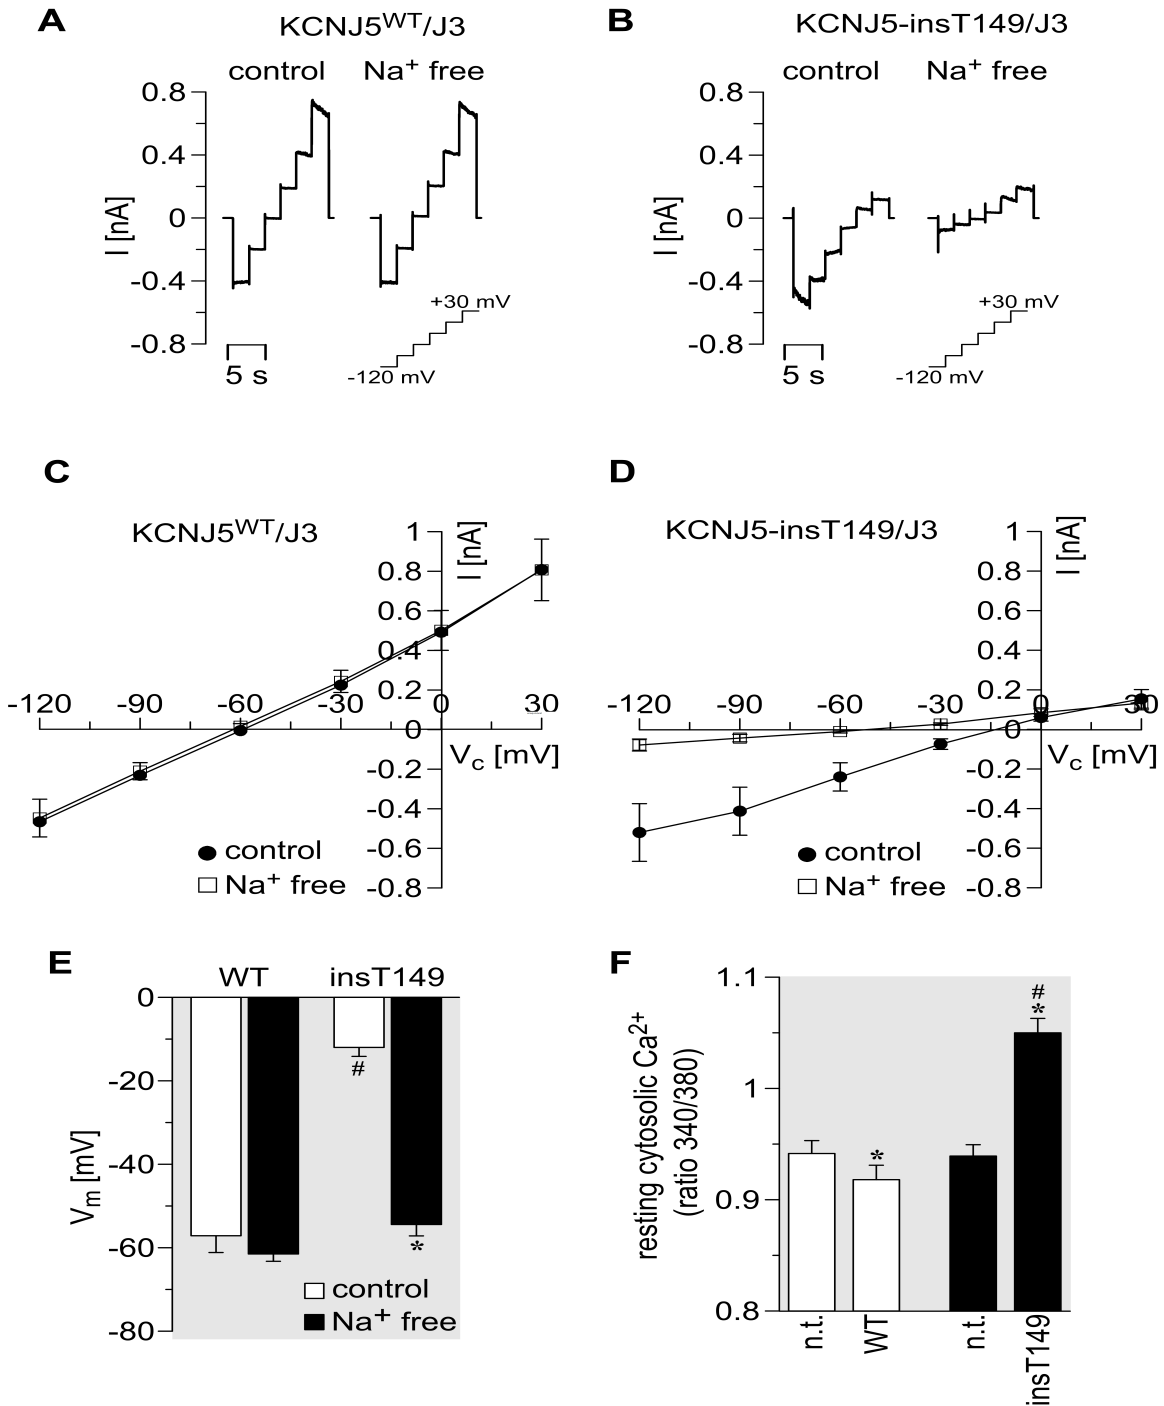 A
KCNJ5WT/J3
control Na+ free
0.8
0.4
0
-0.4
-0.8
I [nA]
5 s
+30 mV
-120 mV
B
KCNJ5-insT149/J3
control Na+ free
0.8
0.4
0
-0.4
-0.8
I [nA]
5 s
+30 mV
-120 mV
C
KCNJ5WT/J3
I [nA]
1
0.8
0.6
0.4
0.2
0
-0.2
-0.4
-0.6
-0.8
-120 -90 -60 -30 0 30
Vc [mV]
control
Na+ free
D
KCNJ5-insT149/J3
I [nA]
1
0.8
0.6
0.4
0.2
0
-0.2
-0.4
-0.6
-0.8
-120 -90 -60 -30 0 30
Vc [mV]
control
Na+ free
E
WT insT149
0
-20
-40
-60
-80
Vm [mV]
#
*
control
Na+ free
F
1.1
1
0.9
0.8
resting cytosolic Ca2+
(ratio 340/380)
*
#
*
n.t.
WT
n.t.
insT149